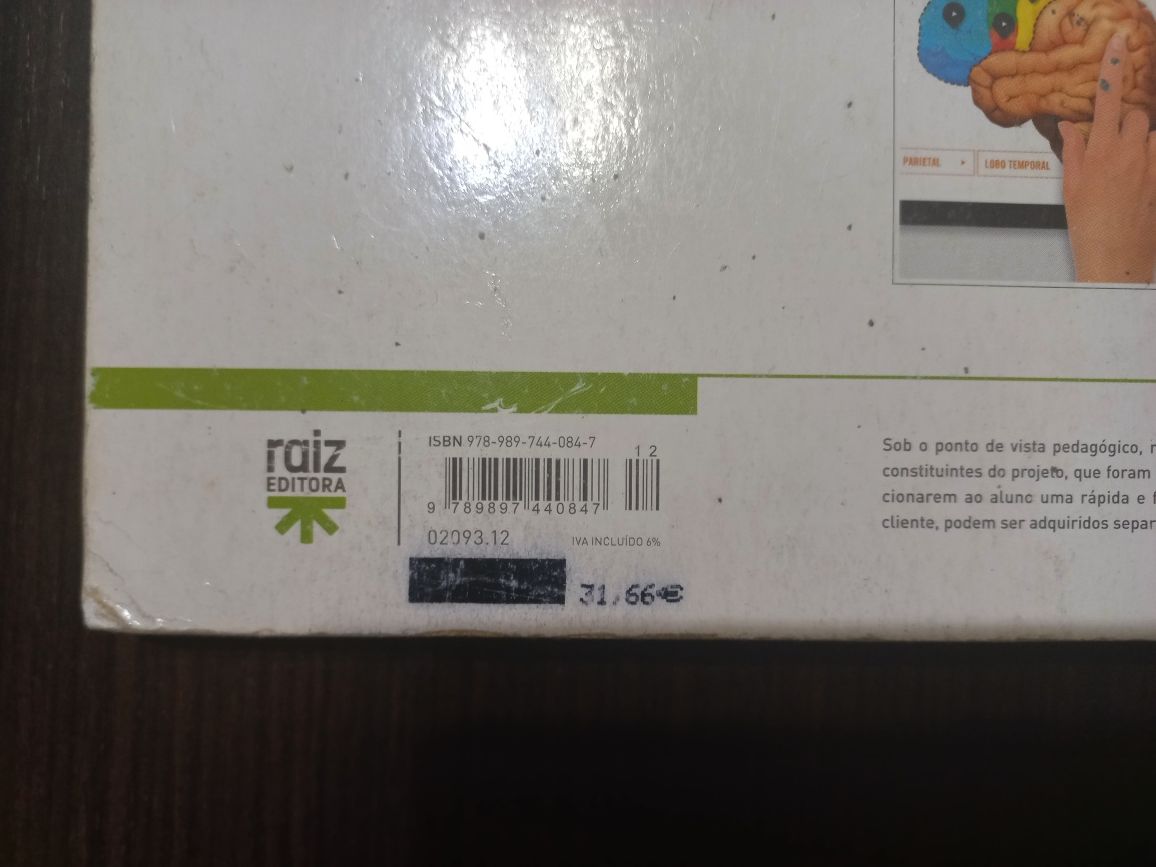 PARIETAL
LOBO TEMPORAL
raiz
EDITORA
ISBN 978-989-744-084-7
12
9 789897 440847
02093.12
IVA INCLUÍDO 6%
31,66€
Sob o ponto de vista pedagógico,
constituintes do projeto, que foram
cionarem ao aluno uma rápida e
cliente, podem ser adquiridos